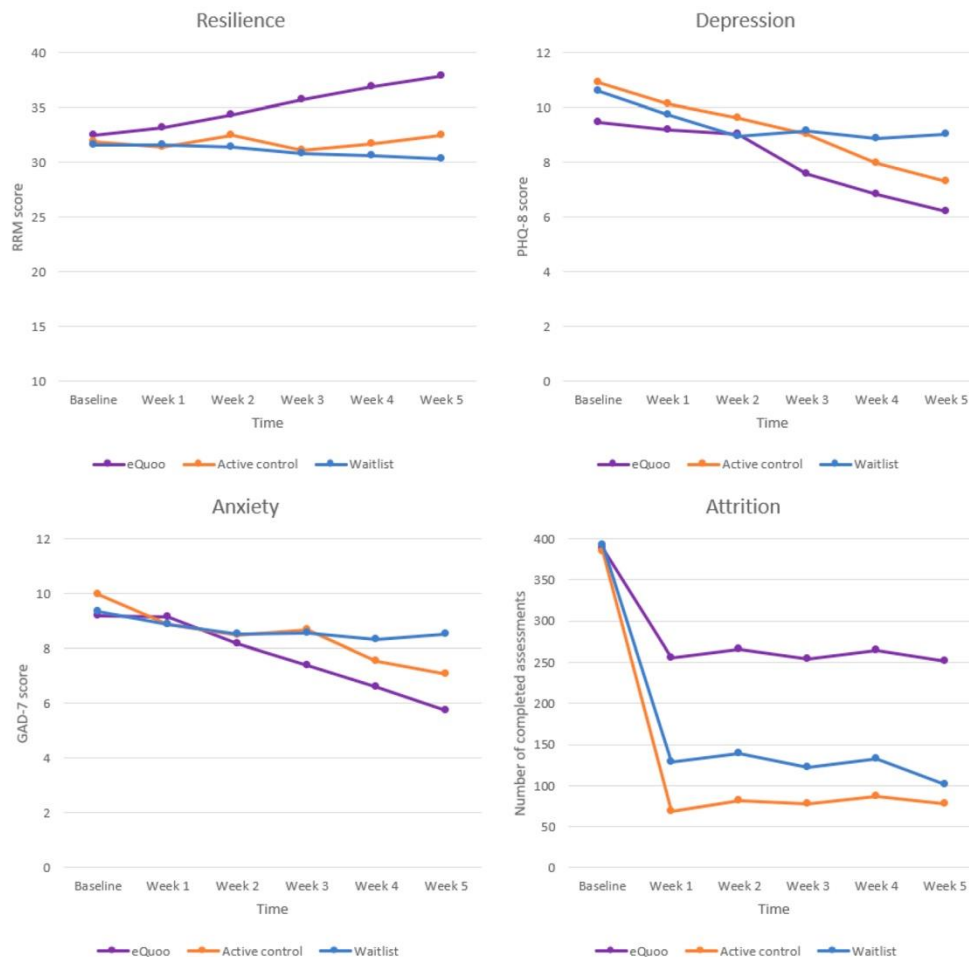 Resilience
40
35
30
25
20
15
10
RRM score
Baseline Week 1 Week 2 Week 3 Week 4 Week 5
Time
eQuoo Active control Waitlist
Depression
12
10
8
6
4
2
0
PHQ-8 score
Baseline Week 1 Week 2 Week 3 Week 4 Week 5
Time
eQuoo Active control Waitlist
Anxiety
12
10
8
6
4
2
0
GAD-7 score
Baseline Week 1 Week 2 Week 3 Week 4 Week 5
Time
eQuoo Active control Waitlist
Attrition
400
350
300
250
200
150
100
50
0
Number of completed assessments
Baseline Week 1 Week 2 Week 3 Week 4 Week 5
Time
eQuoo Active control Waitlist